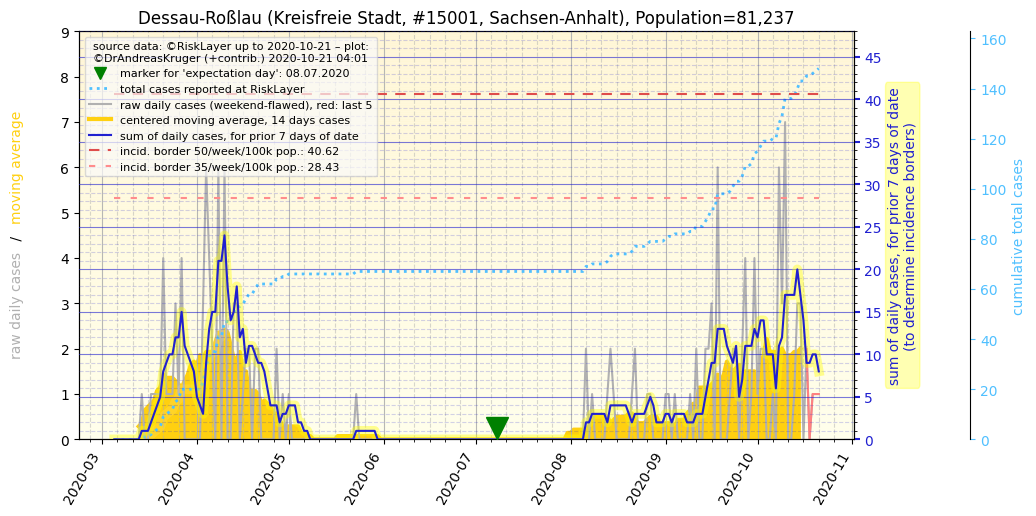 Dessau-Roßlau (Kreisfreie Stadt, #15001, Sachsen-Anhalt), Population=81,237
source data: ©RiskLayer up to 2020-10-21 – plot:
©DrAndreasKruger (+contrib.) 2020-10-21 04:01
marker for 'expectation day': 08.07.2020
total cases reported at RiskLayer
raw daily cases (weekend-flawed), red: last 5
centered moving average, 14 days cases
sum of daily cases, for prior 7 days of date
incid. border 50/week/100k pop.: 40.62
incid. border 35/week/100k pop.: 28.43
raw daily cases / moving average
9
8
7
6
5
4
3
2
1
0
2020-03
2020-04
2020-05
2020-06
2020-07
2020-08
2020-09
2020-10
2020-11
45
40
35
30
25
20
15
10
5
0
sum of daily cases, for prior 7 days of date
(to determine incidence borders)
160
140
120
100
80
60
40
20
0
cumulative total cases